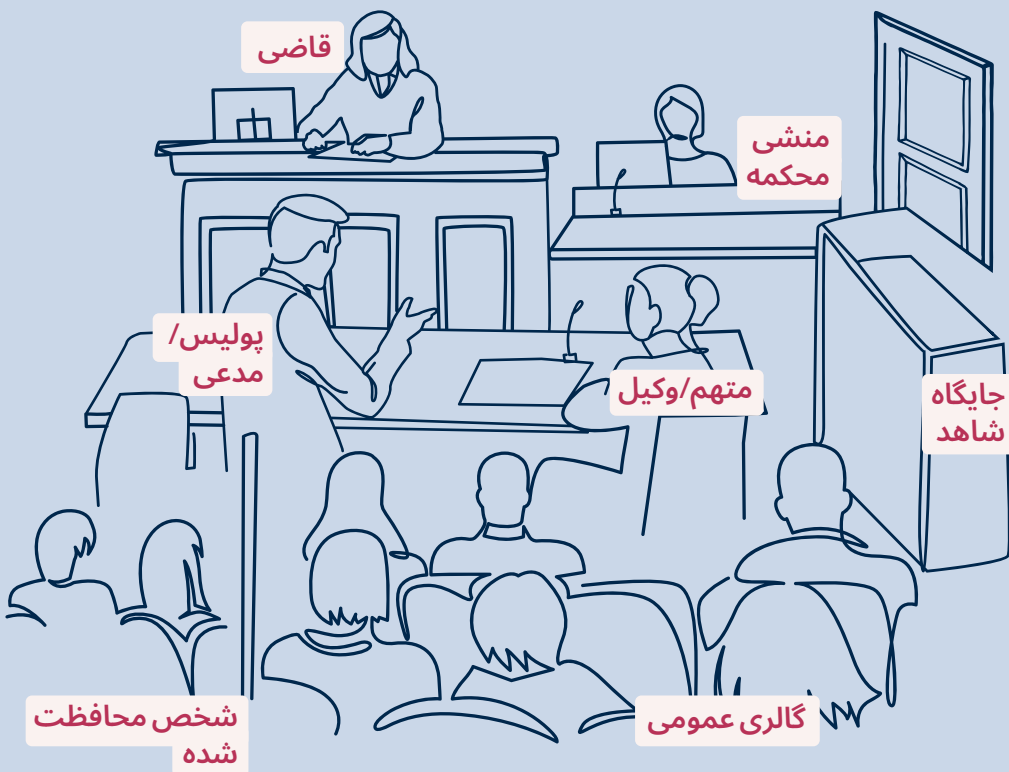 قاضی
منشی
محکمه
پولیس/
مدعی
متهم/وکیل
جایگاه
شاهد
شخص محافظت
شده
گالری عمومی